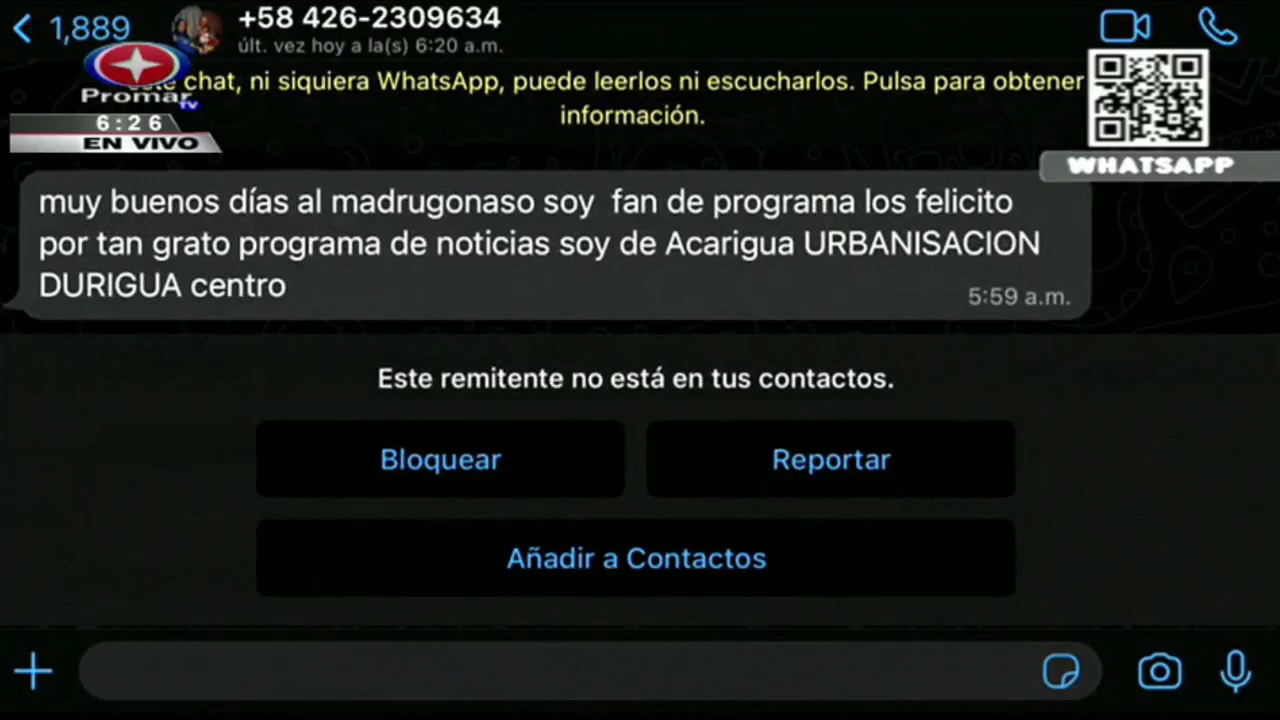 1,889
+58 426-2309634
últ. vez hoy a la(s) 6:20 a.m.
Promar tv
6:26
EN VIVO
chat, ni siquiera WhatsApp, puede leerlos ni escucharlos. Pulsa para obtener
información.
WHATSAPP
muy buenos días al madrugonaso soy  fan de programa los felicito
por tan grato programa de noticias soy de Acarigua URBANISACION
DURIGUA centro
5:59 a.m.
Este remitente no está en tus contactos.
Bloquear
Reportar
Añadir a Contactos